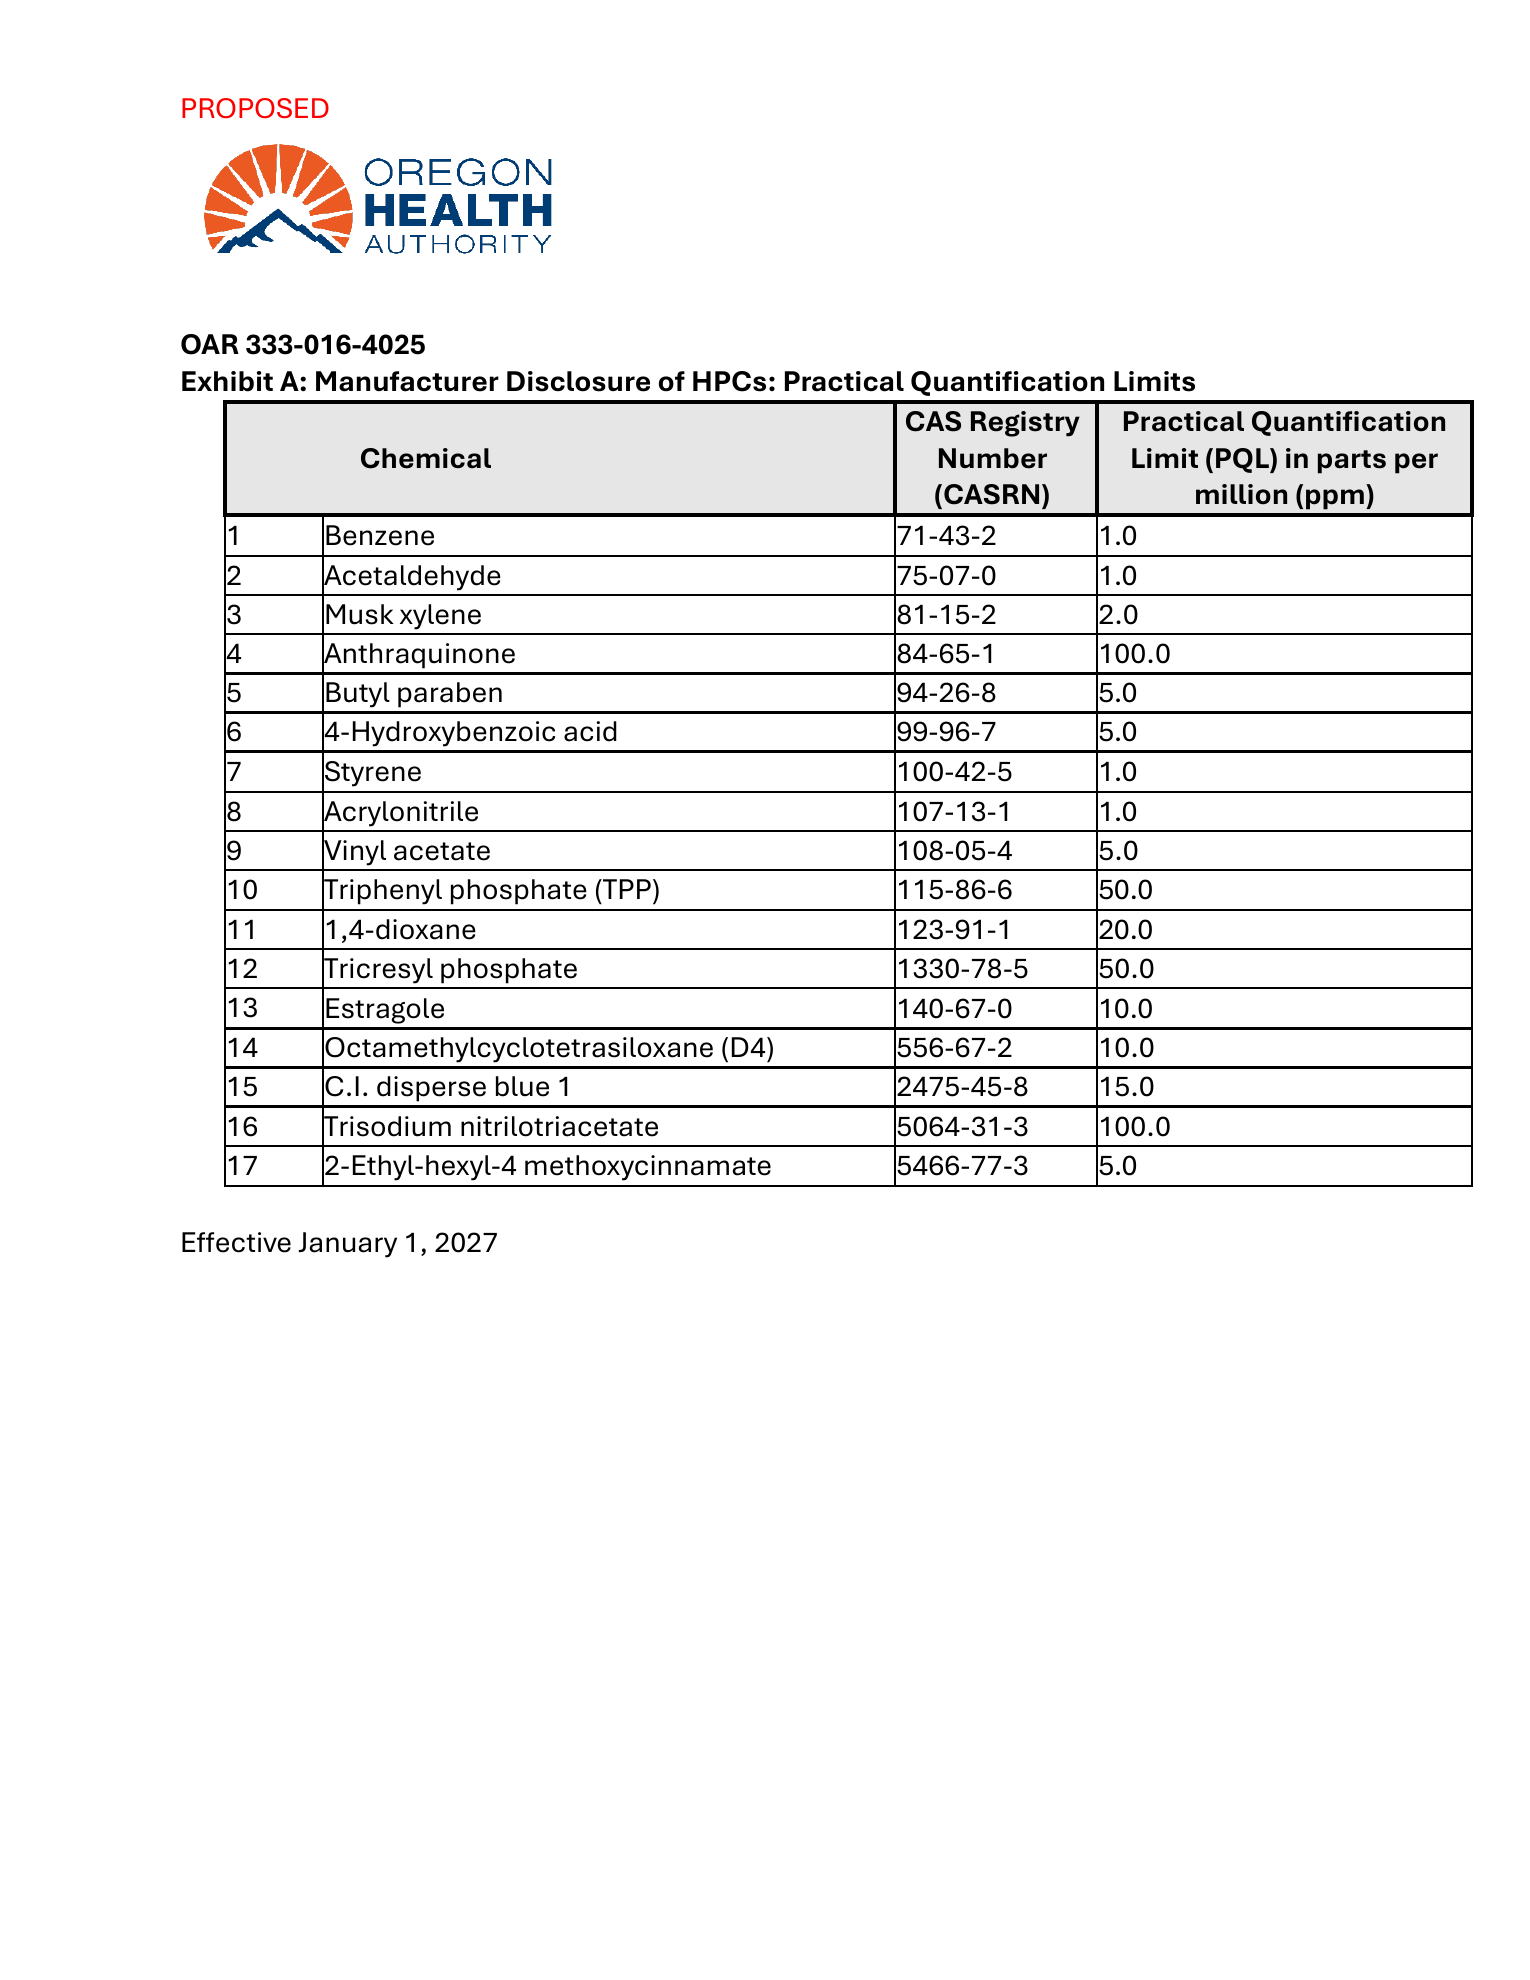 PROPOSED
OREGON
HEALTH
AUTHORITY
OAR 333-016-4025
Exhibit A: Manufacturer Disclosure of HPCs: Practical Quantification Limits
Chemical
CAS Registry
Number
(CASRN)
Practical Quantification
Limit (PQL) in parts per
million (ppm)
1 Benzene 71-43-2 1.0
2 Acetaldehyde 75-07-0 1.0
3 Musk xylene 81-15-2 2.0
4 Anthraquinone 84-65-1 100.0
5 Butyl paraben 94-26-8 5.0
6 4-Hydroxybenzoic acid 99-96-7 5.0
7 Styrene 100-42-5 1.0
8 Acrylonitrile 107-13-1 1.0
9 Vinyl acetate 108-05-4 5.0
10 Triphenyl phosphate (TPP) 115-86-6 50.0
11 1,4-dioxane 123-91-1 20.0
12 Tricresyl phosphate 1330-78-5 50.0
13 Estragole 140-67-0 10.0
14 Octamethylcyclotetrasiloxane (D4) 556-67-2 10.0
15 C.I. disperse blue 1 2475-45-8 15.0
16 Trisodium nitrilotriacetate 5064-31-3 100.0
17 2-Ethyl-hexyl-4 methoxycinnamate 5466-77-3 5.0
Effective January 1, 2027